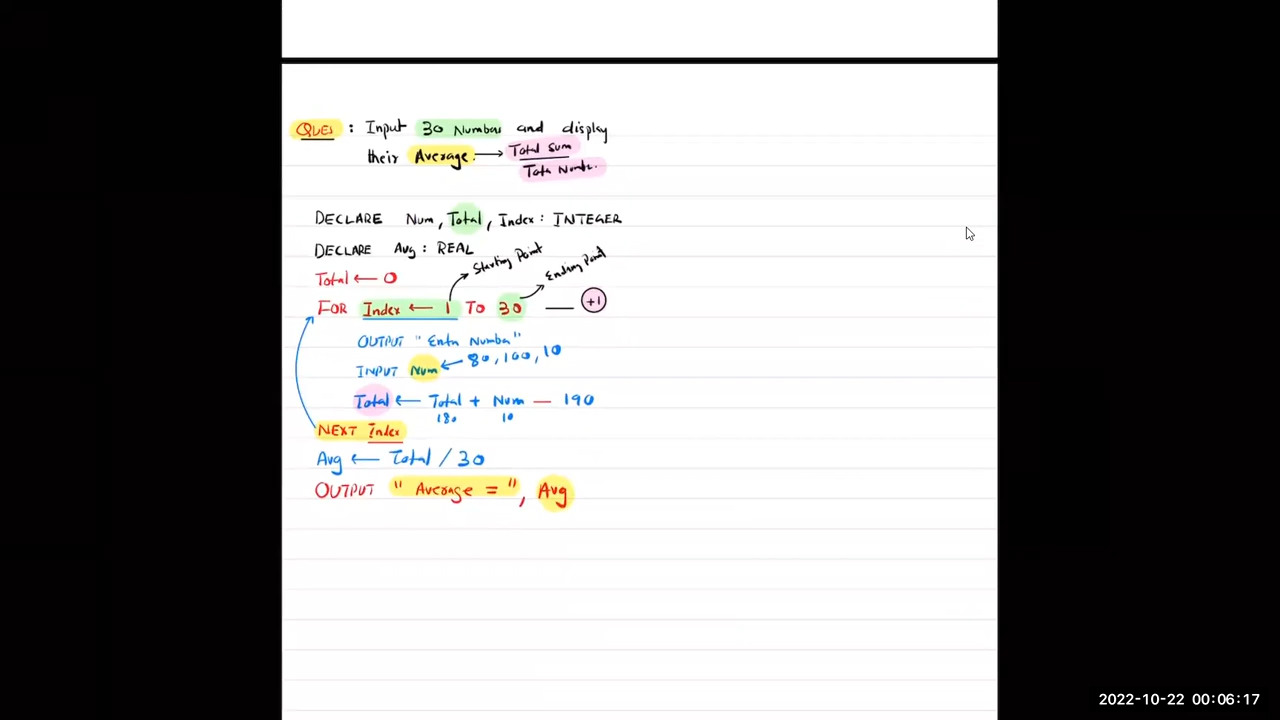 QUES : Input 30 Number and display
their Average. → Total Sum
Total Number.
DECLARE Num, Total, Index : INTEGER
DECLARE Avg : REAL
Starting Point
Ending Point
Total ← 0
FOR Index ← 1 TO 30 — +1
OUTPUT "Enter Number"
INPUT Num ← 80, 100, 10
Total ← Total + Num — 190
180 10
NEXT Index
Avg ← Total / 30
OUTPUT "Average = ", Avg
2022-10-22 00:06:17